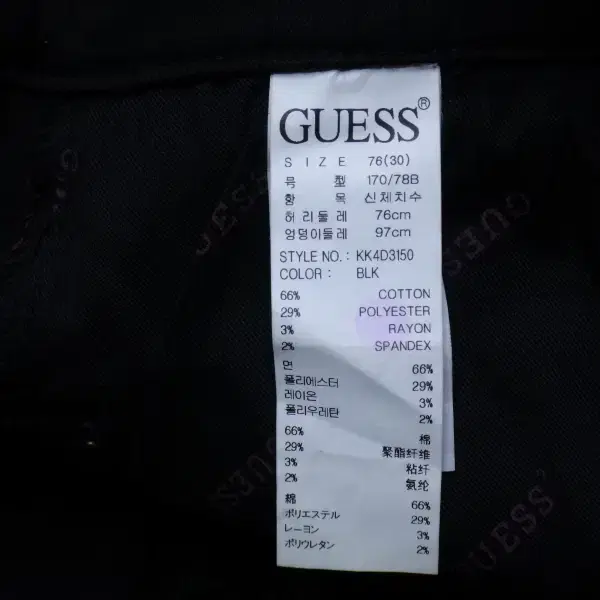 GUESS®
SIZE 76(30)
号型 170/78B
항목 신체치수
허리둘레 76cm
엉덩이둘레 97cm
STYLE NO. : KK4D3150
COLOR : BLK
66% COTTON
29% POLYESTER
3% RAYON
2% SPANDEX
면 66%
폴리에스터 29%
레이온 3%
폴리우레탄 2%
66% 棉
29% 聚酯纤维
3% 粘纤
2% 氨纶
綿 66%
ポリエステル 29%
レーヨン 3%
ポリウレタン 2%
GUESS
GUESS